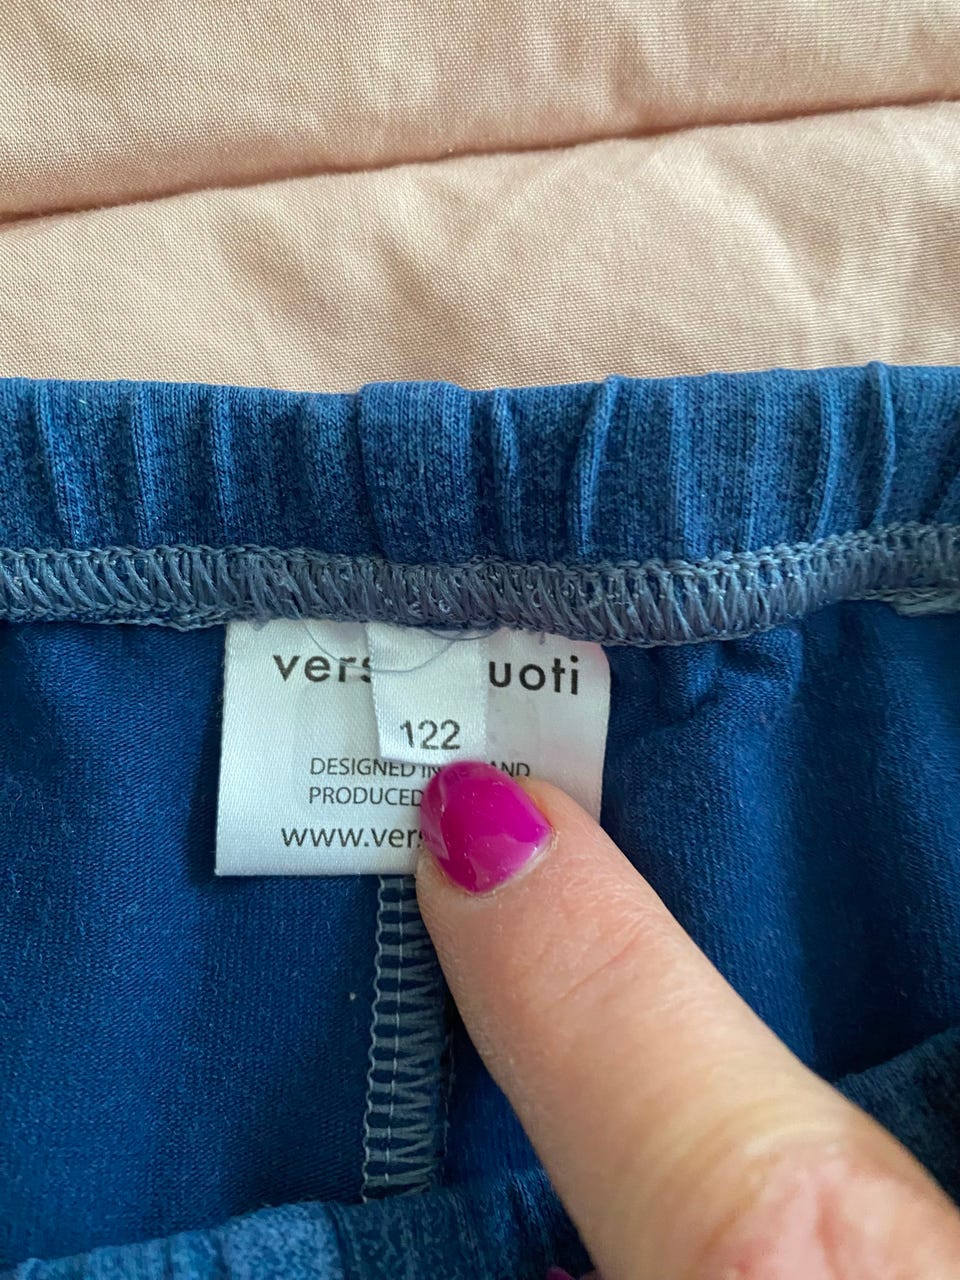 vers uoti
122
DESIGNED IN AND
PRODUCED
www.vers